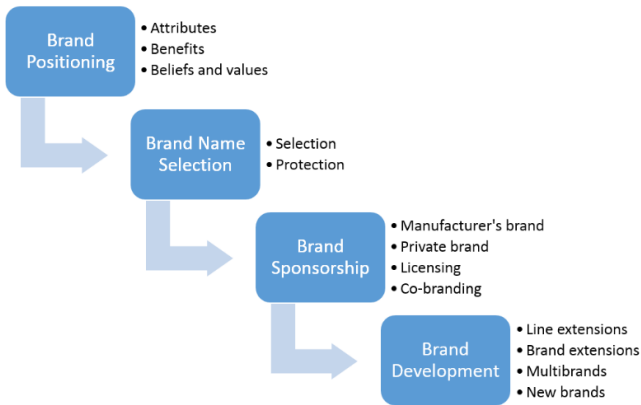 Brand
Positioning
• Attributes
• Benefits
• Beliefs and values
Brand Name
Selection
• Selection
• Protection
Brand
Sponsorship
• Manufacturer's brand
• Private brand
• Licensing
• Co-branding
Brand
Development
• Line extensions
• Brand extensions
• Multibrands
• New brands